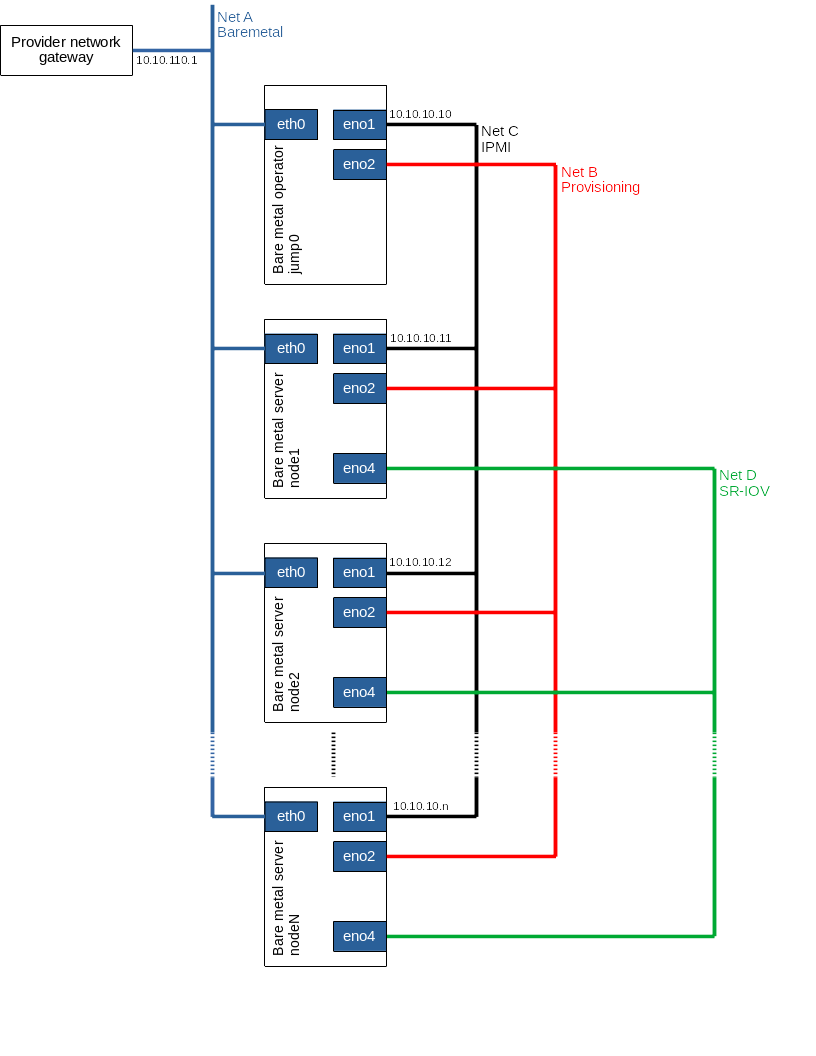 Net A
Baremetal
Provider network
gateway
10.10.110.1
eth0
eno1
10.10.10.10
Net C
IPMI
eno2
Net B
Provisioning
Bare metal operator
jump0
eth0
eno1
10.10.10.11
eno2
Bare metal server
node1
eno4
Net D
SR-IOV
eth0
eno1
10.10.10.12
eno2
Bare metal server
node2
eno4
eth0
eno1
10.10.10.n
eno2
Bare metal server
nodeN
eno4